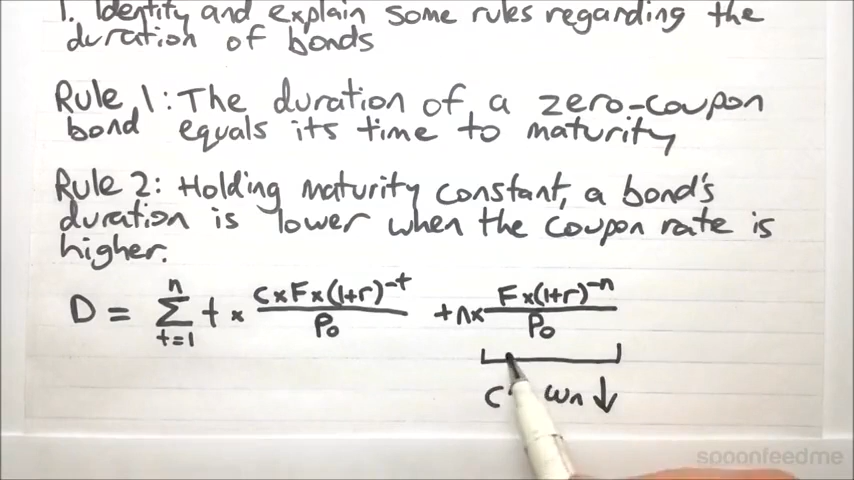 1. Identify and explain some rules regarding the
duration of bonds
Rule 1: The duration of a zero-coupon
bond equals its time to maturity
Rule 2: Holding maturity constant, a bond's
duration is lower when the coupon rate is
higher.
D = n∑t=1 t × C×F×(1+r)^-t / P0 + n× F×(1+r)^-n / P0
C wn ↓
spoonfeedme